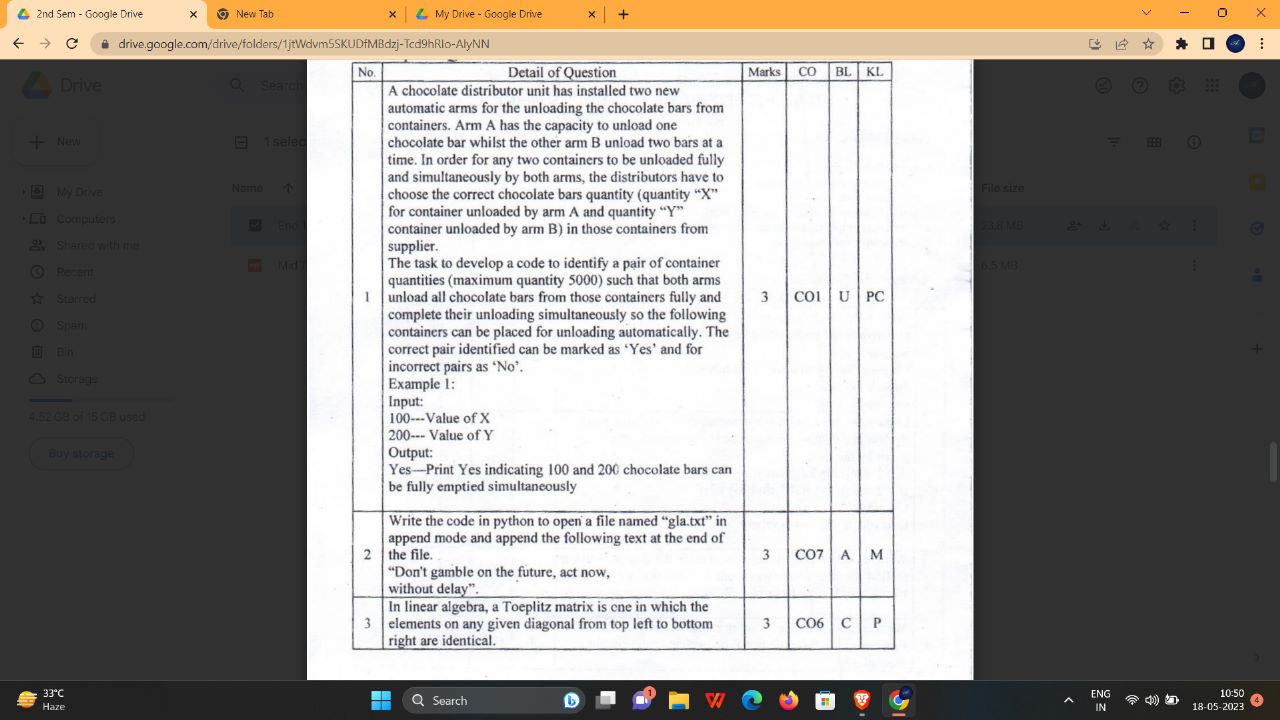 2nd Sem - Google Drive
New Tab
My Drive - Google Drive
drive.google.com/drive/folders/1jtWdvm5SKUDfMBdzj-Tcd9hRIo-AlyNN
Drive
Search
New
1 selec
My Drive
Computers
Shared with me
Recent
Starred
Spam
Bin
Storage
4.52 GB of 15 GB used
Buy storage
Name
File size
End
23.8 MB
Mid
6.5 MB
No. Detail of Question Marks CO BL KL
A chocolate distributor unit has installed two new
automatic arms for the unloading the chocolate bars from
containers. Arm A has the capacity to unload one
chocolate bar whilst the other arm B unload two bars at a
time. In order for any two containers to be unloaded fully
and simultaneously by both arms, the distributors have to
choose the correct chocolate bars quantity (quantity “X”
for container unloaded by arm A and quantity “Y”
container unloaded by arm B) in those containers from
supplier.
The task to develop a code to identify a pair of container
quantities (maximum quantity 5000) such that both arms
1 unload all chocolate bars from those containers fully and 3 CO1 U PC
complete their unloading simultaneously so the following
containers can be placed for unloading automatically. The
correct pair identified can be marked as ‘Yes’ and for
incorrect pairs as ‘No’.
Example 1:
Input:
100---Value of X
200--- Value of Y
Output:
Yes—Print Yes indicating 100 and 200 chocolate bars can
be fully emptied simultaneously
Write the code in python to open a file named “gla.txt” in
append mode and append the following text at the end of
2 the file. 3 CO7 A M
“Don't gamble on the future, act now,
without delay”.
In linear algebra, a Toeplitz matrix is one in which the
3 elements on any given diagonal from top left to bottom 3 CO6 C P
right are identical.
33°C
Haze
Search
1
ENG
IN
10:50
18-05-2023
4